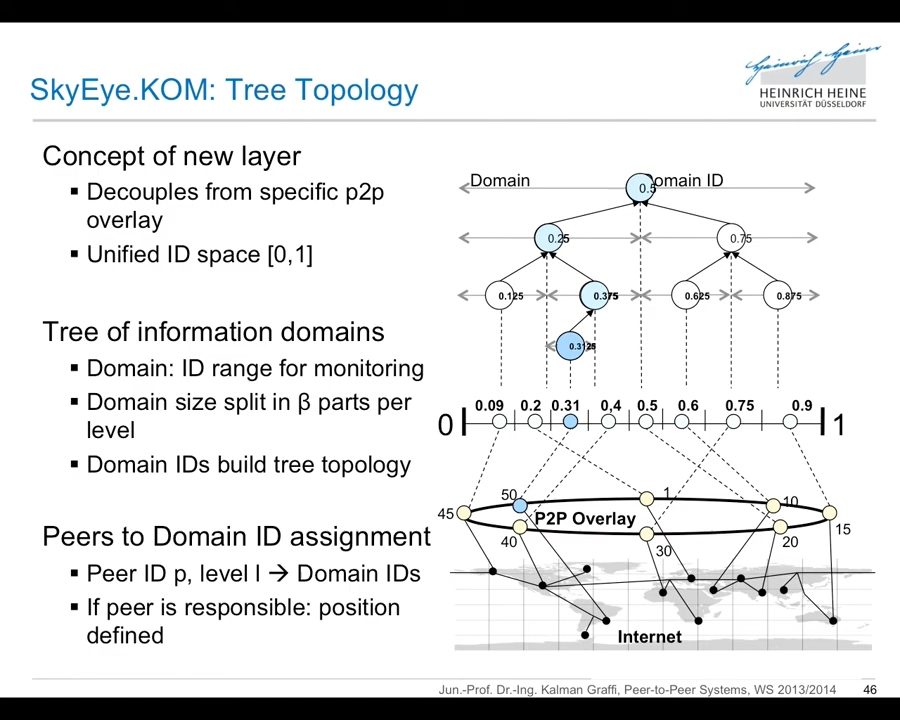 SkyEye.KOM: Tree Topology
Heinrich Heine
HEINRICH HEINE
UNIVERSITÄT DÜSSELDORF
Concept of new layer
▪ Decouples from specific p2p
overlay
▪ Unified ID space [0,1]
Tree of information domains
▪ Domain: ID range for monitoring
▪ Domain size split in β parts per
level
▪ Domain IDs build tree topology
Peers to Domain ID assignment
▪ Peer ID p, level l → Domain IDs
▪ If peer is responsible: position
defined
Domain
Domain ID
0.5
0.25
0.75
0.125
0.375
0.625
0.875
0.3125
0.09 0.2 0.31 0,4 0.5 0.6 0.75 0.9
0 1
50 1 10
45 P2P Overlay 15
40 30 20
Internet
Jun.-Prof. Dr.-Ing. Kalman Graffi, Peer-to-Peer Systems, WS 2013/2014 46